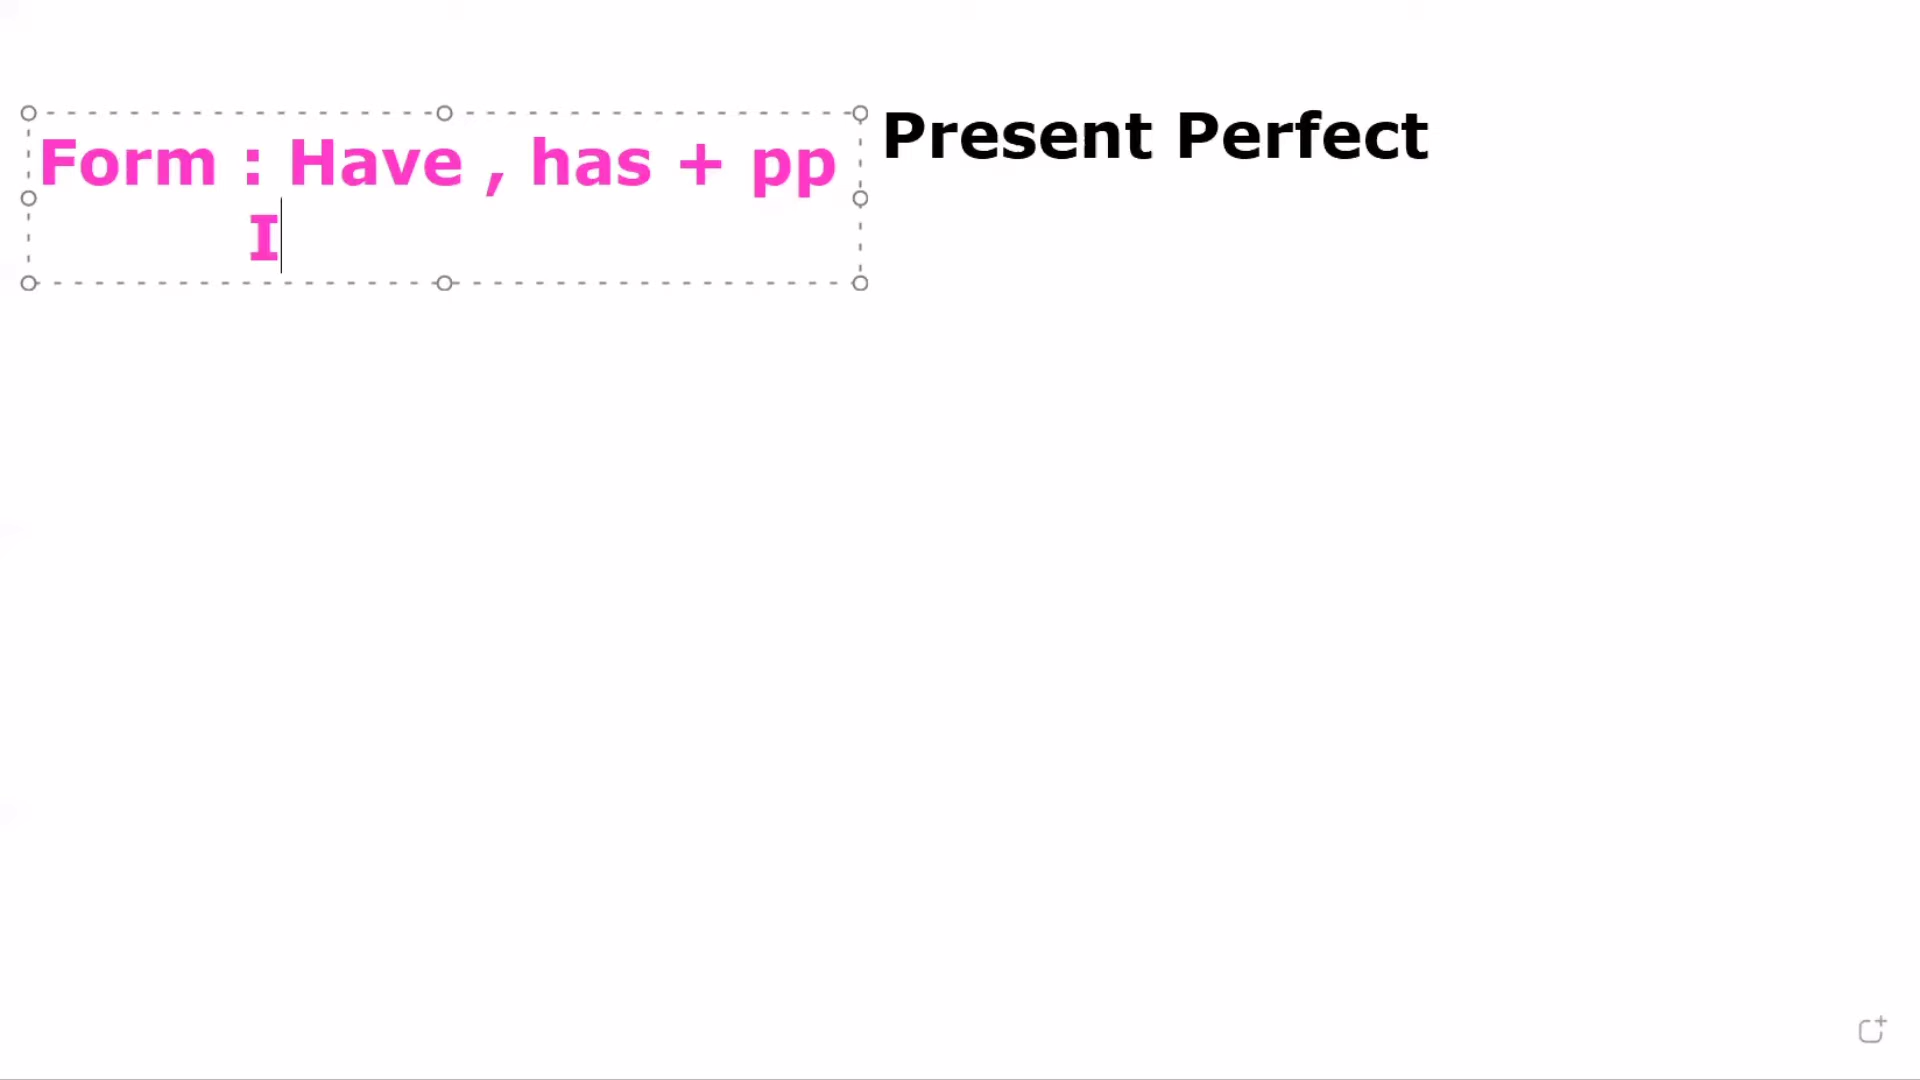 Present Perfect
Form : Have , has + pp
I